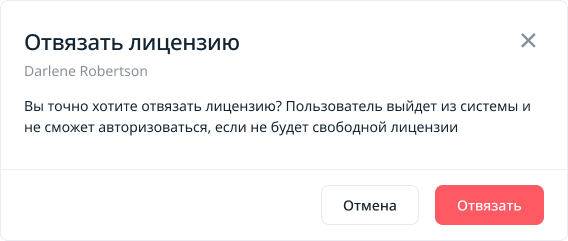 Отвязать лицензию
Darlene Robertson
Вы точно хотите отвязать лицензию? Пользователь выйдет из системы и
не сможет авторизоваться, если не будет свободной лицензии
Отмена
Отвязать